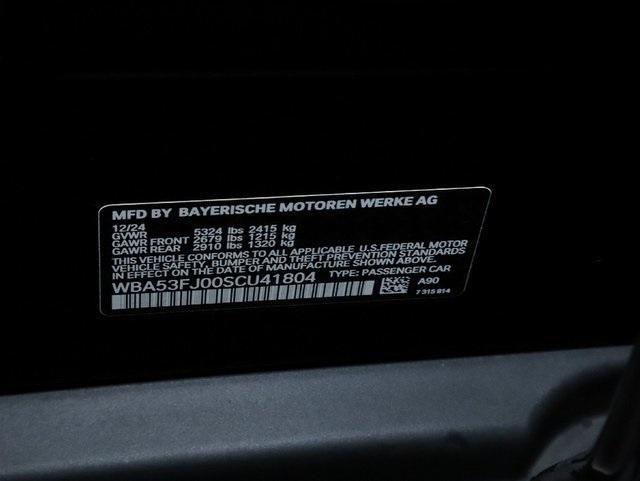 MFD BY BAYERISCHE MOTOREN WERKE AG
12/24
GVWR 5324 lbs 2415 kg
GAWR FRONT 2679 lbs 1215 kg
GAWR REAR 2910 lbs 1320 kg
THIS VEHICLE CONFORMS TO ALL APPLICABLE U.S. FEDERAL MOTOR
VEHICLE SAFETY, BUMPER AND THEFT PREVENTION STANDARDS IN
EFFECT ON THE DATE OF MANUFACTURE SHOWN ABOVE.
WBA53FJ00SCU41804 TYPE: PASSENGER CAR
A90
7 315 814